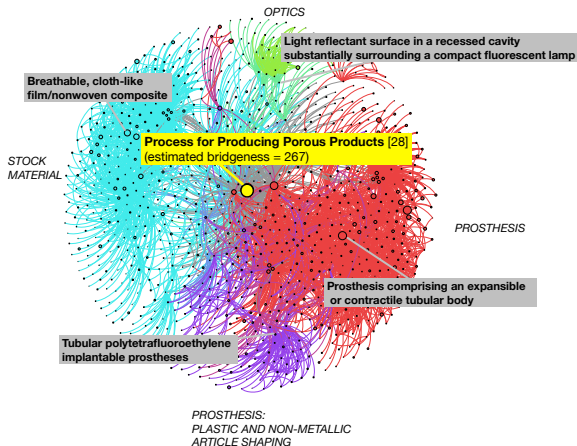 OPTICS
Light reflectant surface in a recessed cavity
substantially surrounding a compact fluorescent lamp
Breathable, cloth-like
film/nonwoven composite
Process for Producing Porous Products [28]
(estimated bridgeness = 267)
STOCK
MATERIAL
PROSTHESIS
Prosthesis comprising an expansible
or contractile tubular body
Tubular polytetrafluoroethylene
implantable prostheses
PROSTHESIS:
PLASTIC AND NON-METALLIC
ARTICLE SHAPING